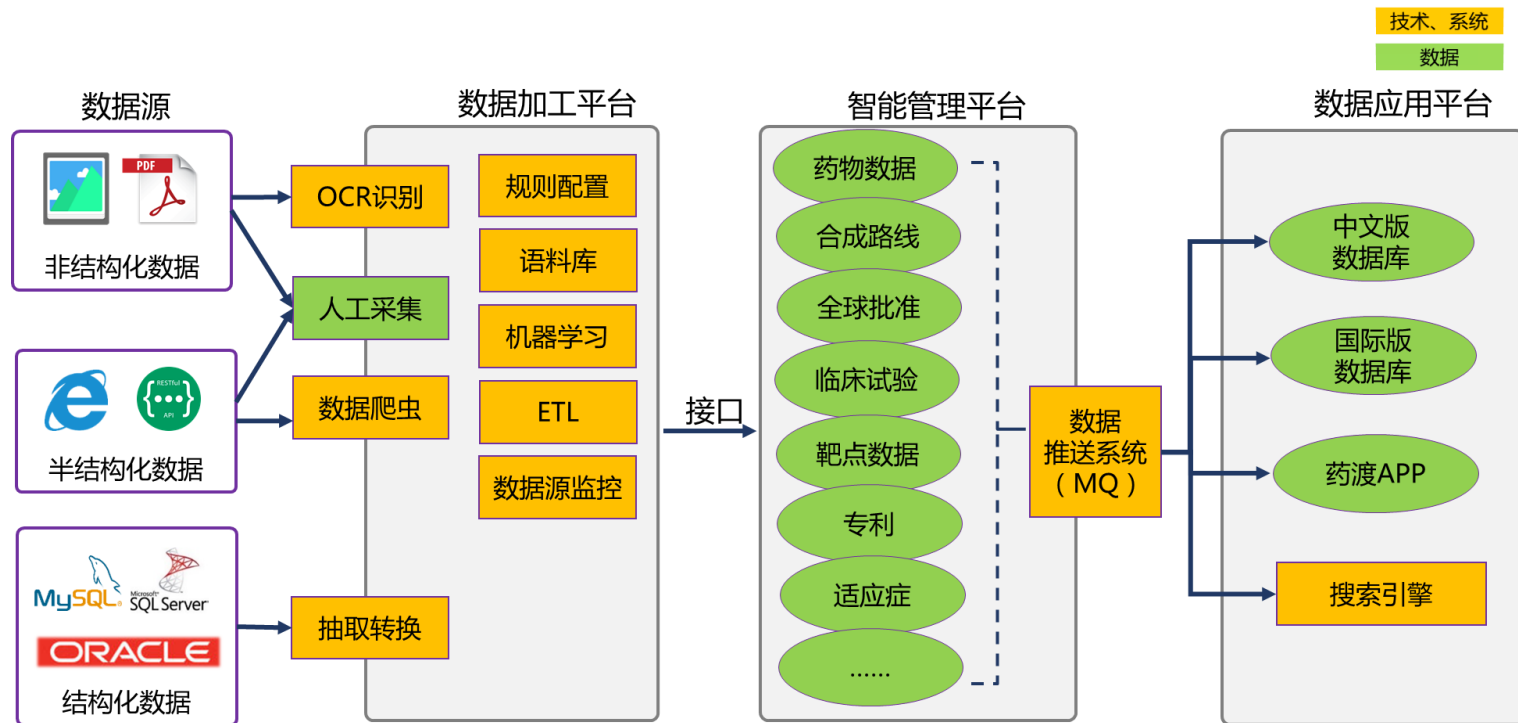 技术、系统
数据
数据源
数据加工平台
智能管理平台
数据应用平台
PDF
非结构化数据
RESTful
{•••}
API
半结构化数据
MySQL
Microsoft
SQL Server
ORACLE
结构化数据
OCR识别
人工采集
数据爬虫
抽取转换
规则配置
语料库
机器学习
ETL
数据源监控
接口
药物数据
合成路线
全球批准
临床试验
靶点数据
专利
适应症
......
数据
推送系统
（MQ）
中文版
数据库
国际版
数据库
药渡APP
搜索引擎